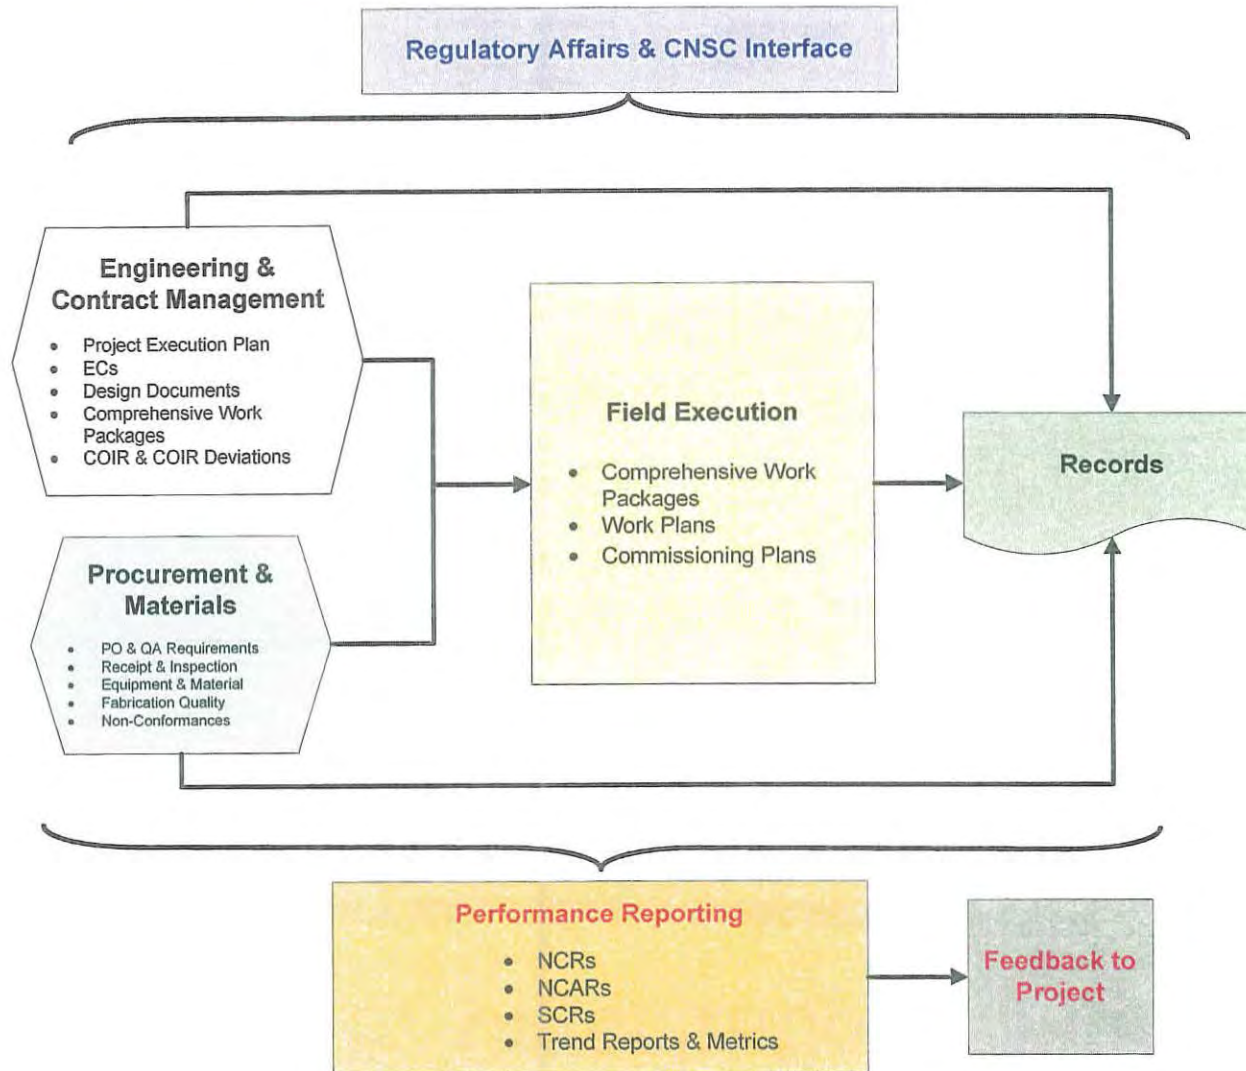 Regulatory Affairs & CNSC Interface
Engineering &
Contract Management
• Project Execution Plan
• ECs
• Design Documents
• Comprehensive Work
Packages
• COIR & COIR Deviations
Procurement &
Materials
• PO & QA Requirements
• Receipt & Inspection
• Equipment & Material
• Fabrication Quality
• Non-Conformances
Field Execution
• Comprehensive Work
Packages
• Work Plans
• Commissioning Plans
Records
Performance Reporting
• NCRs
• NCARs
• SCRs
• Trend Reports & Metrics
Feedback to
Project